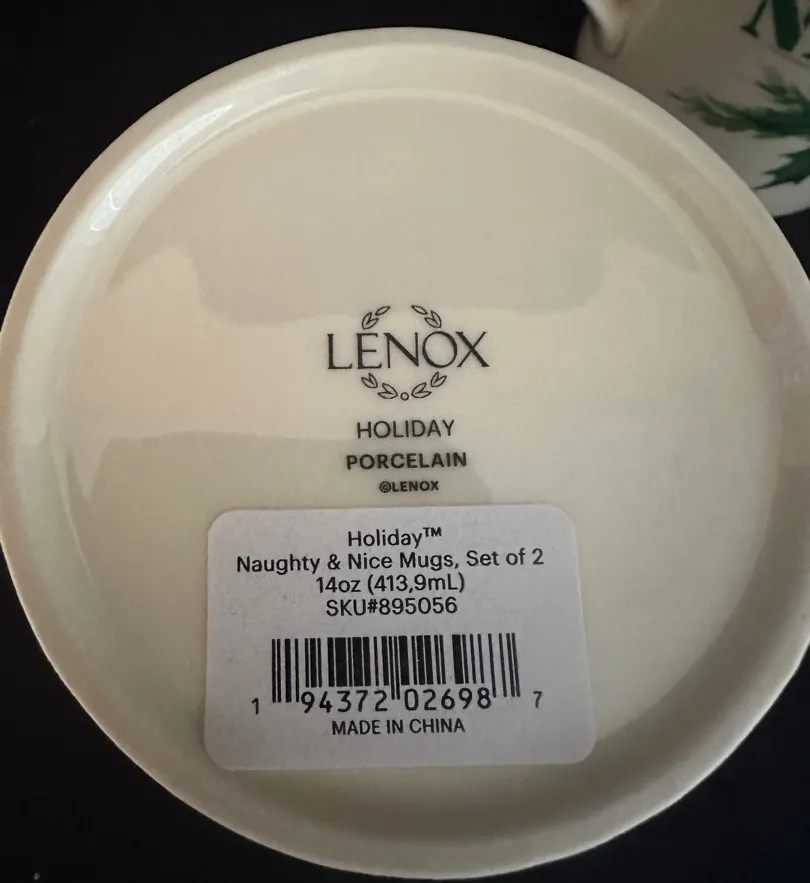 LENOX
HOLIDAY
PORCELAIN
©LENOX
Holiday™
Naughty & Nice Mugs, Set of 2
14oz (413,9mL)
SKU#895056
1 94372 02698 7
MADE IN CHINA